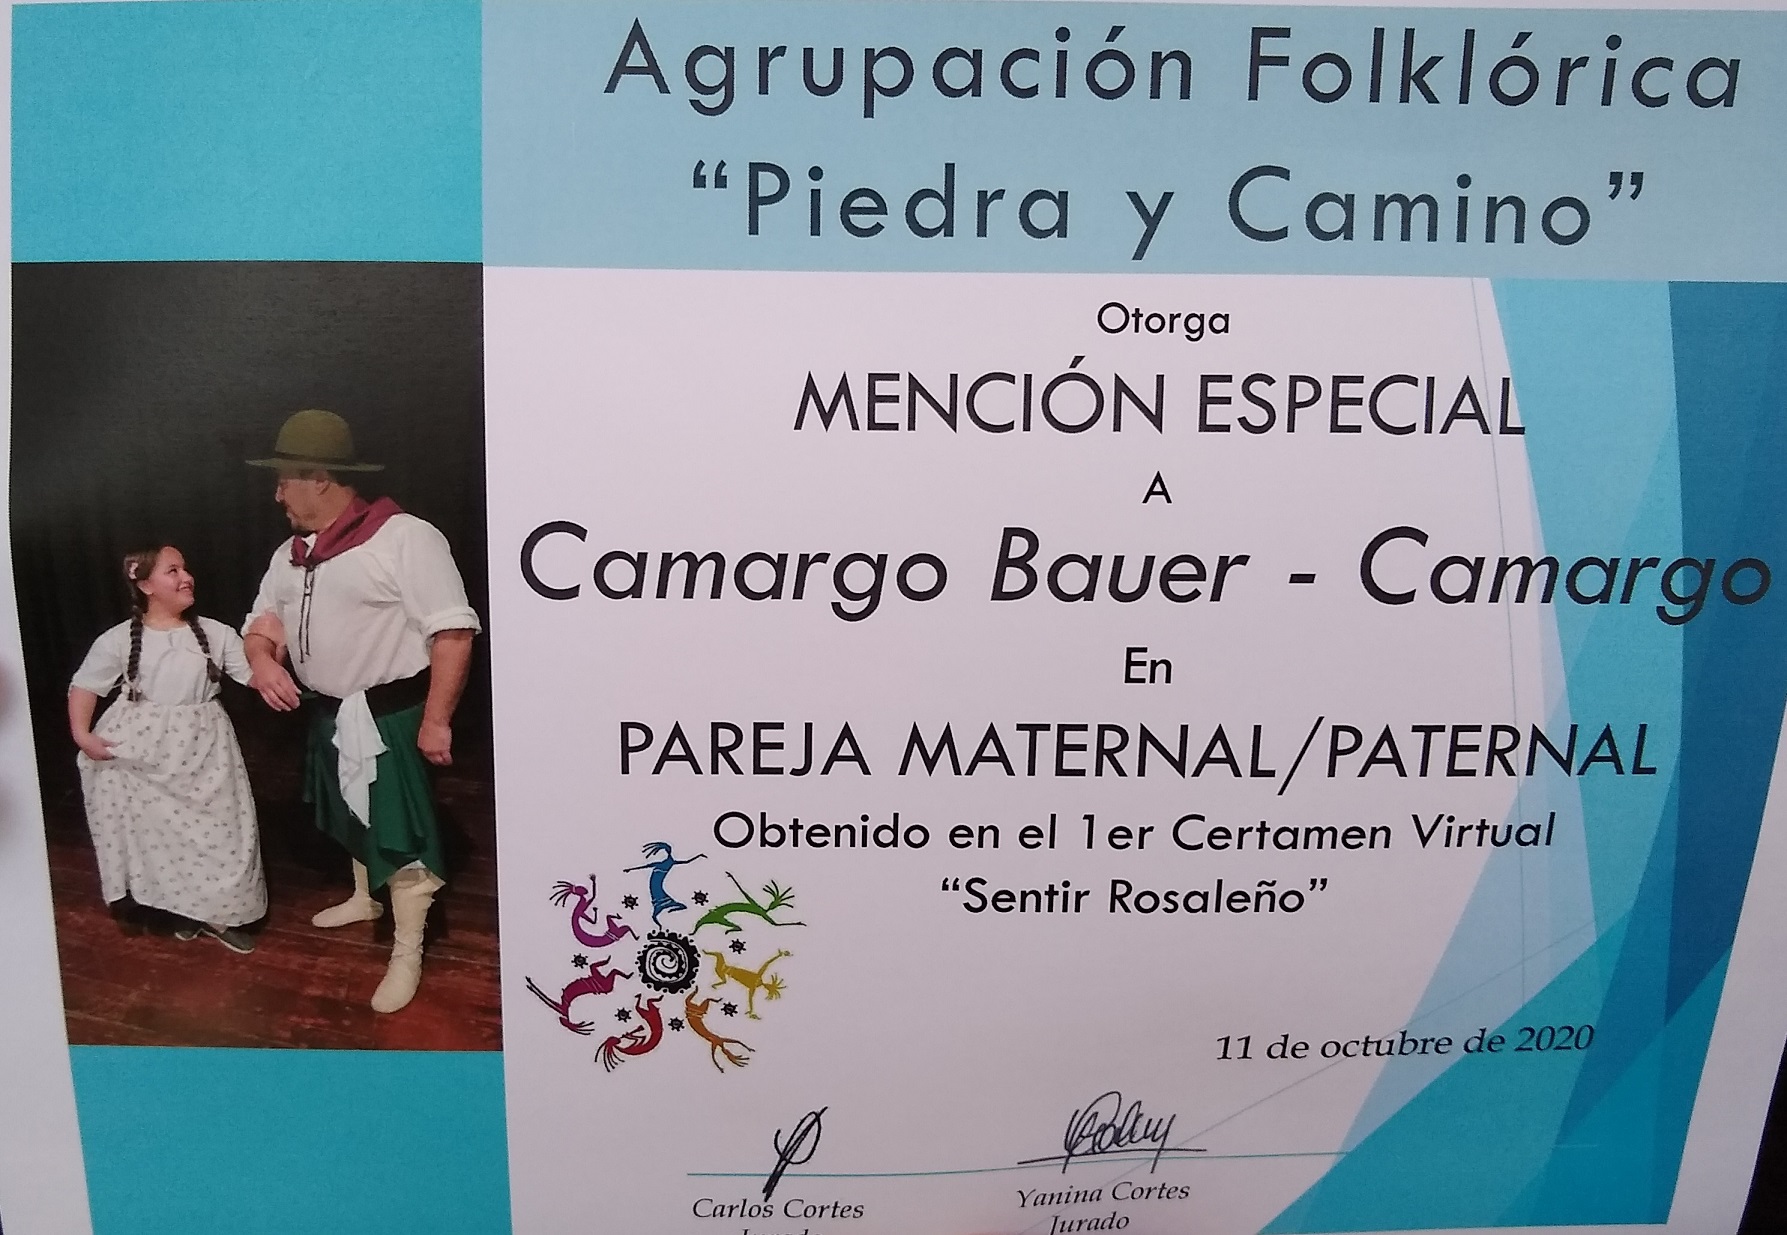 Agrupación Folklórica
“Piedra y Camino”
Otorga
MENCIÓN ESPECIAL
A
Camargo Bauer - Camargo
En
PAREJA MATERNAL/PATERNAL
Obtenido en el 1er Certamen Virtual
“Sentir Rosaleño”
11 de octubre de 2020
Carlos Cortes
Jurado
Yanina Cortes
Jurado